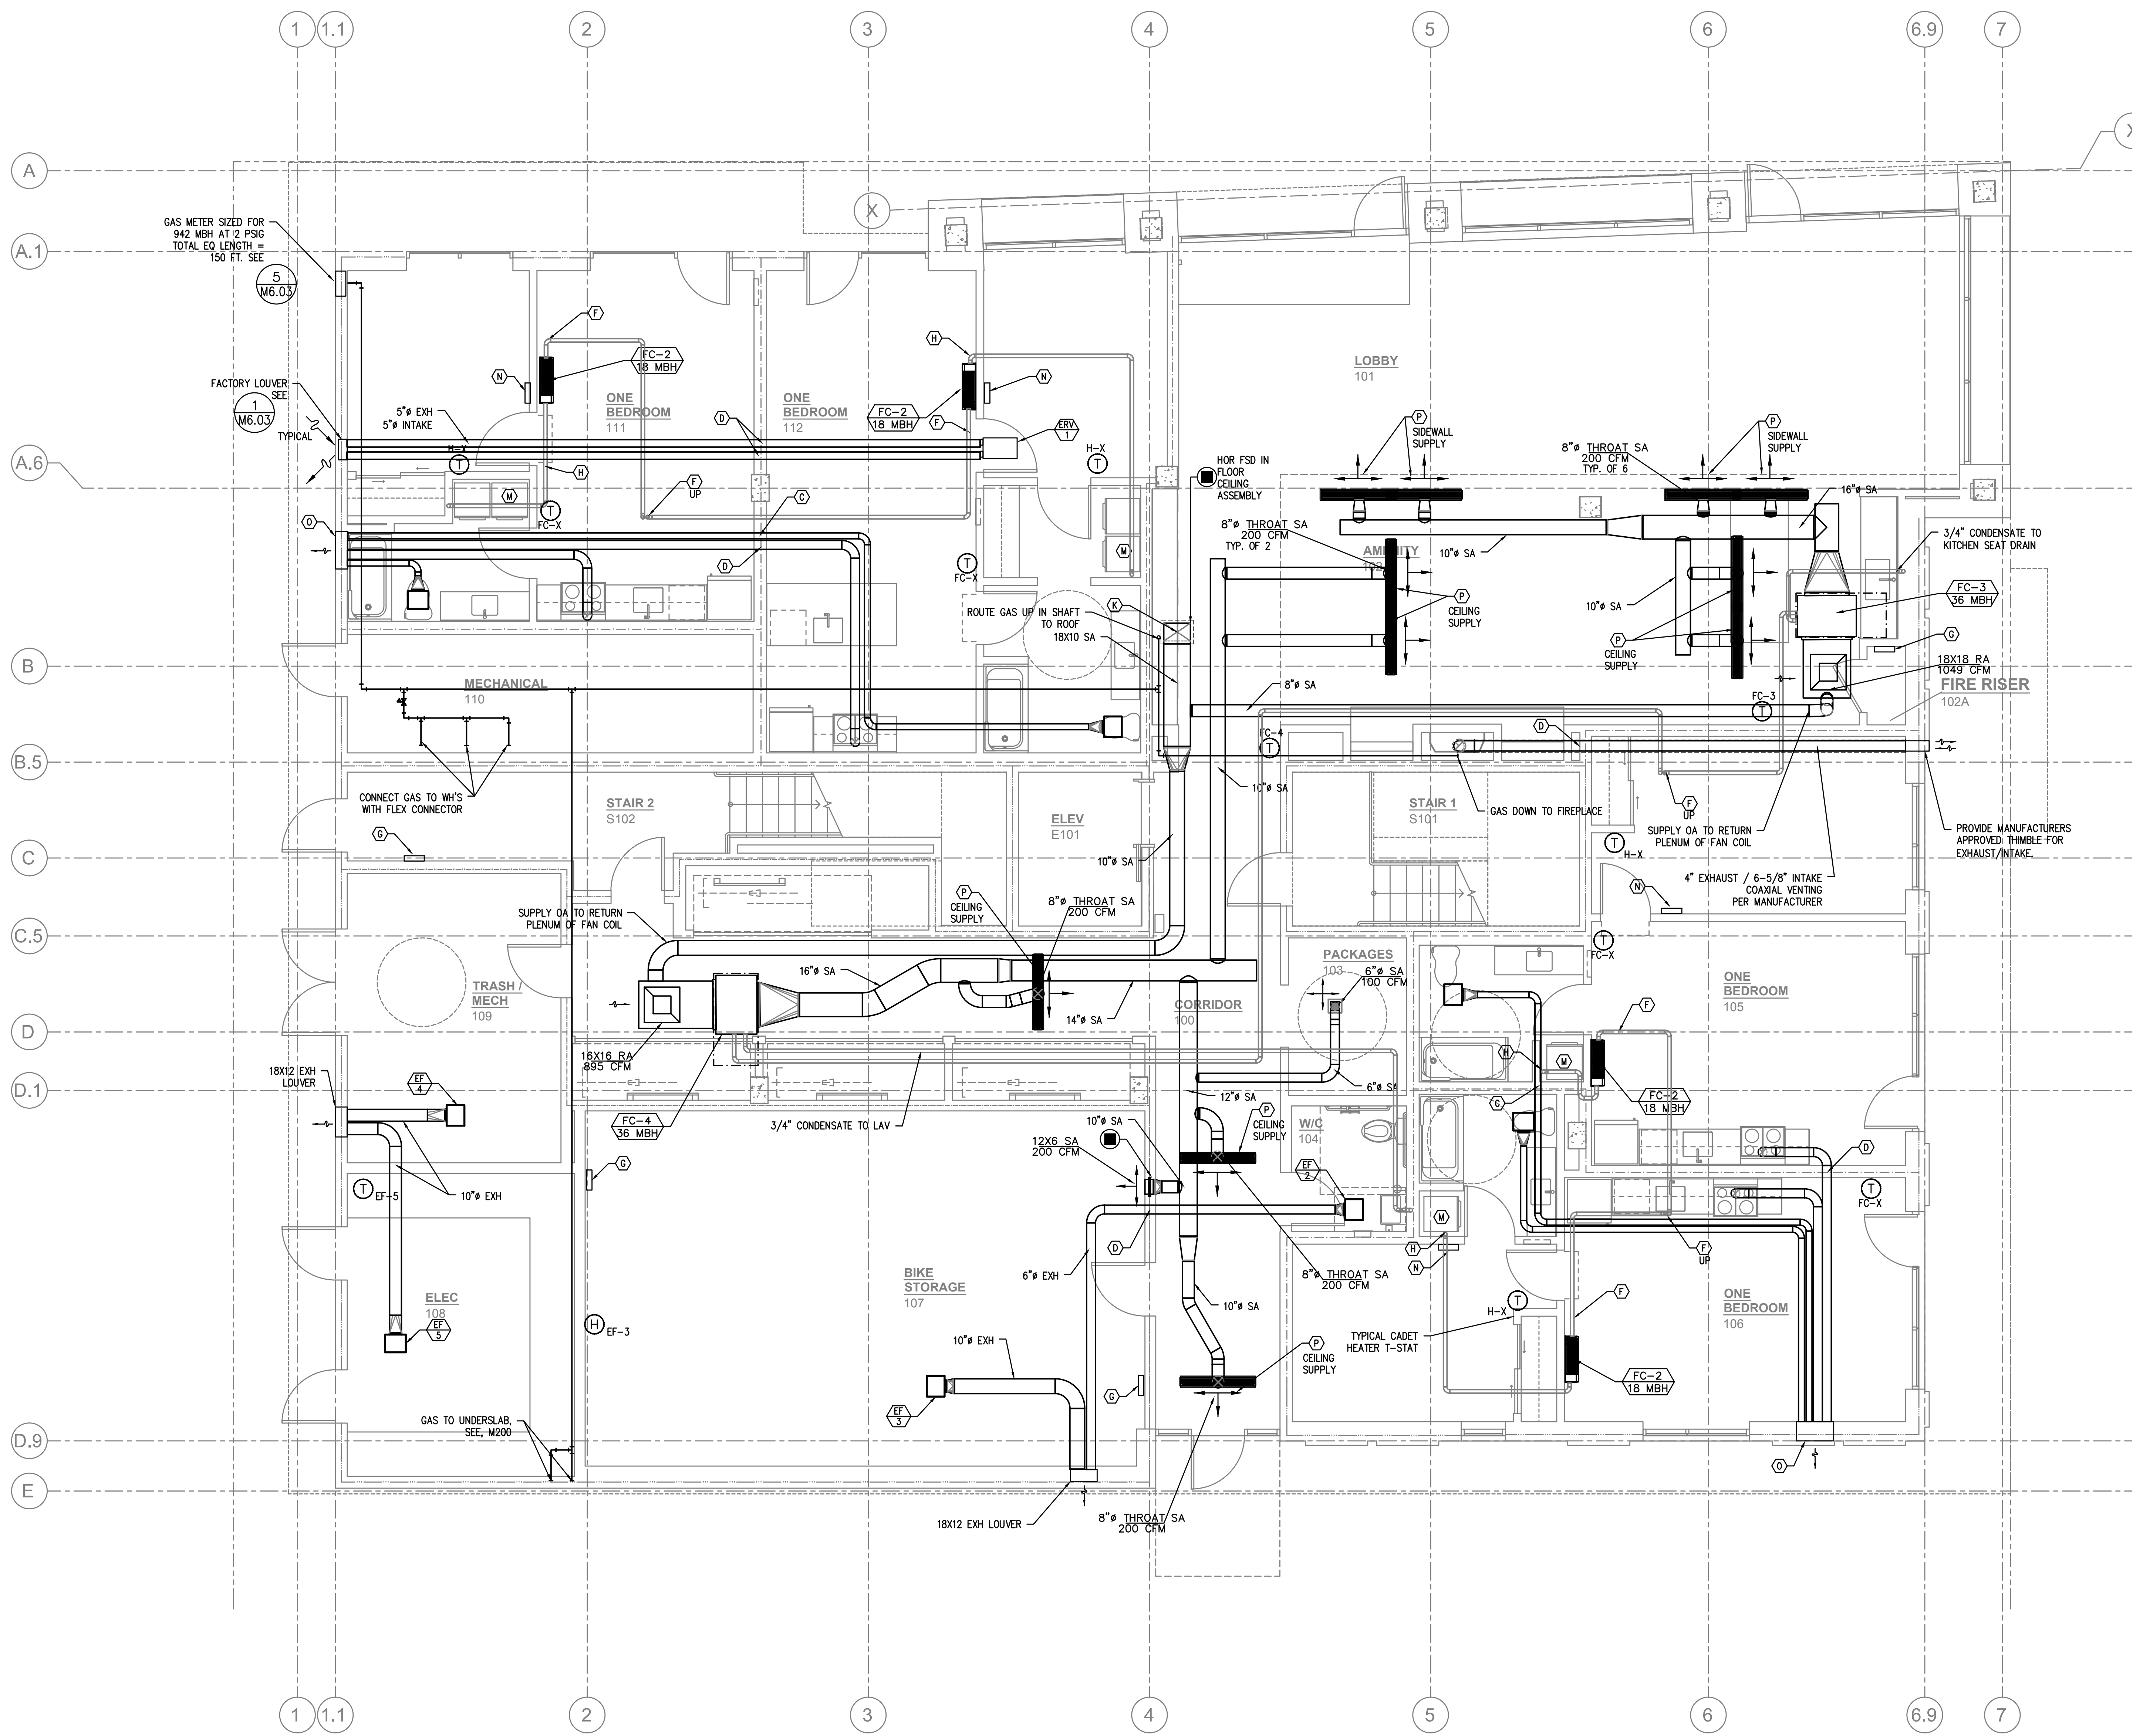 1
1.1
2
3
4
5
6
6.9
7
A
X
A.1
A.6
B
B.5
C
C.5
D
D.1
D.9
E
GAS METER SIZED FOR
942 MBH AT 2 PSIG
TOTAL EQ LENGTH =
150 FT. SEE
5
M6.03
FACTORY LOUVER
SEE
1
M6.03
TYPICAL
5"ø EXH
5"ø INTAKE
H-X
T
N
F
FC-2
18 MBH
ONE
BEDROOM
111
ONE
BEDROOM
112
H
FC-2
18 MBH
N
F
D
ERV
1
H-X
T
H
M
T
FC-X
F
UP
C
O
D
T
FC-X
M
LOBBY
101
HOR FSD IN
FLOOR
CEILING
ASSEMBLY
P
SIDEWALL
SUPPLY
8"ø THROAT SA
200 CFM
TYP. OF 6
P
SIDEWALL
SUPPLY
16"ø SA
8"ø THROAT SA
200 CFM
TYP. OF 2
AMENITY
102
10"ø SA
3/4" CONDENSATE TO
KITCHEN SEAT DRAIN
FC-3
36 MBH
P
CEILING
SUPPLY
10"ø SA
P
CEILING
SUPPLY
G
18X18 RA
1049 CFM
FIRE RISER
102A
FC-3
T
ROUTE GAS UP IN SHAFT
TO ROOF
18X10 SA
K
8"ø SA
MECHANICAL
110
CONNECT GAS TO WH'S
WITH FLEX CONNECTOR
FC-4
T
D
10"ø SA
GAS DOWN TO FIREPLACE
F
UP
SUPPLY OA TO RETURN
PLENUM OF FAN COIL
PROVIDE MANUFACTURERS
APPROVED THIMBLE FOR
EXHAUST/INTAKE.
STAIR 2
S102
ELEV
E101
STAIR 1
S101
G
10"ø SA
T
H-X
4" EXHAUST / 6-5/8" INTAKE
COAXIAL VENTING
PER MANUFACTURER
N
P
CEILING
SUPPLY
8"ø THROAT SA
200 CFM
SUPPLY OA TO RETURN
PLENUM OF FAN COIL
16"ø SA
T
FC-X
TRASH /
MECH
109
PACKAGES
103
6"ø SA
100 CFM
CORRIDOR
100
14"ø SA
ONE
BEDROOM
105
F
16X16 RA
895 CFM
H
M
18X12 EXH
LOUVER
EF
4
6"ø SA
12"ø SA
FC-2
18 MBH
G
FC-4
36 MBH
3/4" CONDENSATE TO LAV
10"ø SA
P
CEILING
SUPPLY
W/C
104
12X6 SA
200 CFM
D
G
T
EF-5
10"ø EXH
EF
2
T
FC-X
M
D
H
N
F
UP
6"ø EXH
8"ø THROAT SA
200 CFM
BIKE
STORAGE
107
ELEC
108
EF
5
H
EF-3
10"ø SA
H-X
T
F
ONE
BEDROOM
106
10"ø EXH
P
CEILING
SUPPLY
TYPICAL CADET
HEATER T-STAT
FC-2
18 MBH
G
EF
3
GAS TO UNDERSLAB,
SEE, M200
O
18X12 EXH LOUVER
8"ø THROAT SA
200 CFM
1
1.1
2
3
4
5
6
6.9
7